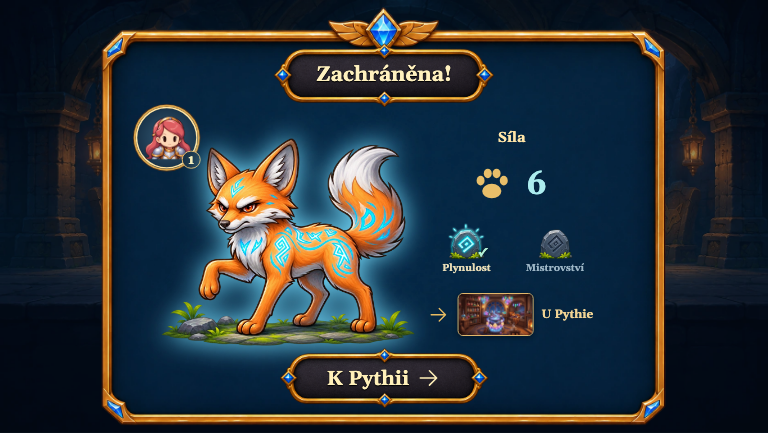 Zachráněna!
1
Síla
6
Plynulost
Mistrovství
U Pythie
K Pythii →